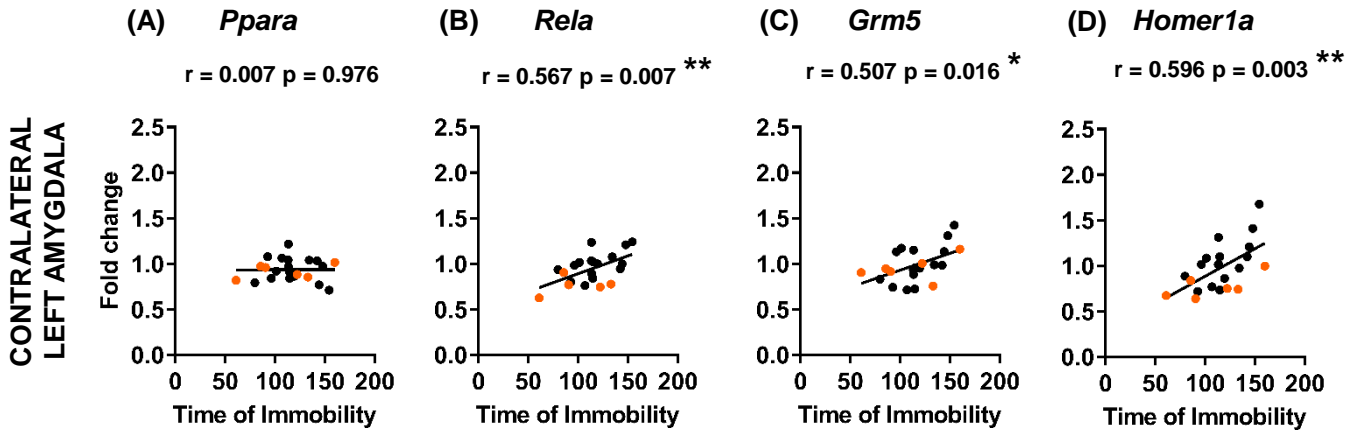 (A) Ppara
r = 0.007 p = 0.976
(B) Rela
r = 0.567 p = 0.007 **
(C) Grm5
r = 0.507 p = 0.016 *
(D) Homer1a
r = 0.596 p = 0.003 **
CONTRALATERAL
LEFT AMYGDALA
Fold change
2.5
2.0
1.5
1.0
0.5
0.0
0 50 100 150 200
Time of Immobility
2.5
2.0
1.5
1.0
0.5
0.0
0 50 100 150 200
Time of Immobility
2.5
2.0
1.5
1.0
0.5
0.0
0 50 100 150 200
Time of Immobility
2.5
2.0
1.5
1.0
0.5
0.0
0 50 100 150 200
Time of Immobility